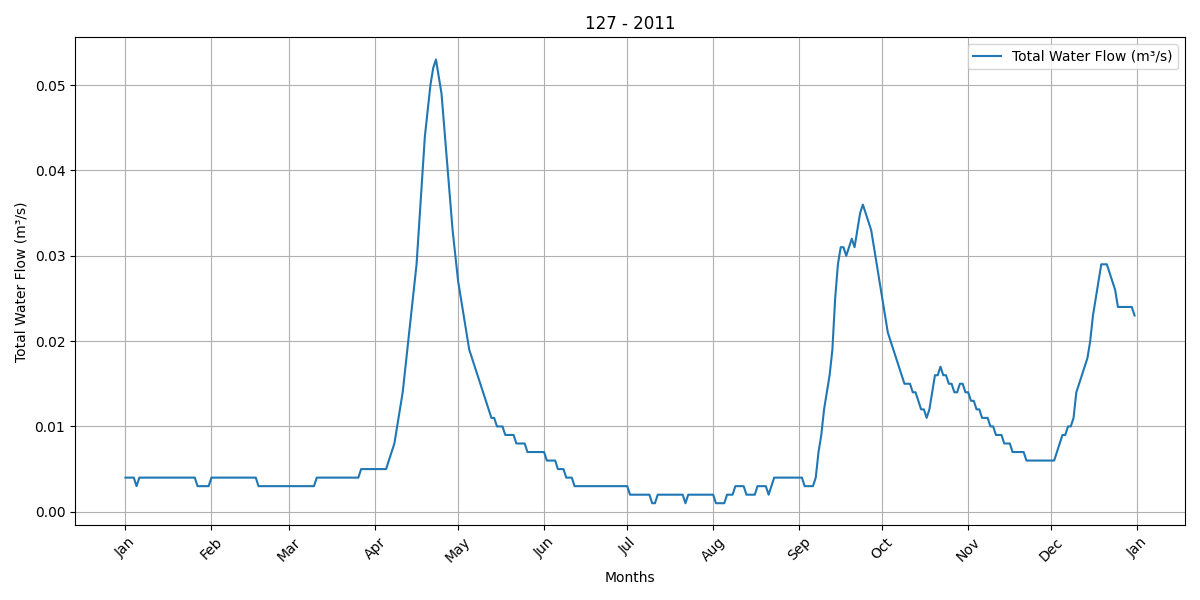 127 - 2011
Total Water Flow (m³/s)
Total Water Flow (m³/s)
0.05
0.04
0.03
0.02
0.01
0.00
Jan Feb Mar Apr May Jun Jul Aug Sep Oct Nov Dec Jan
Months